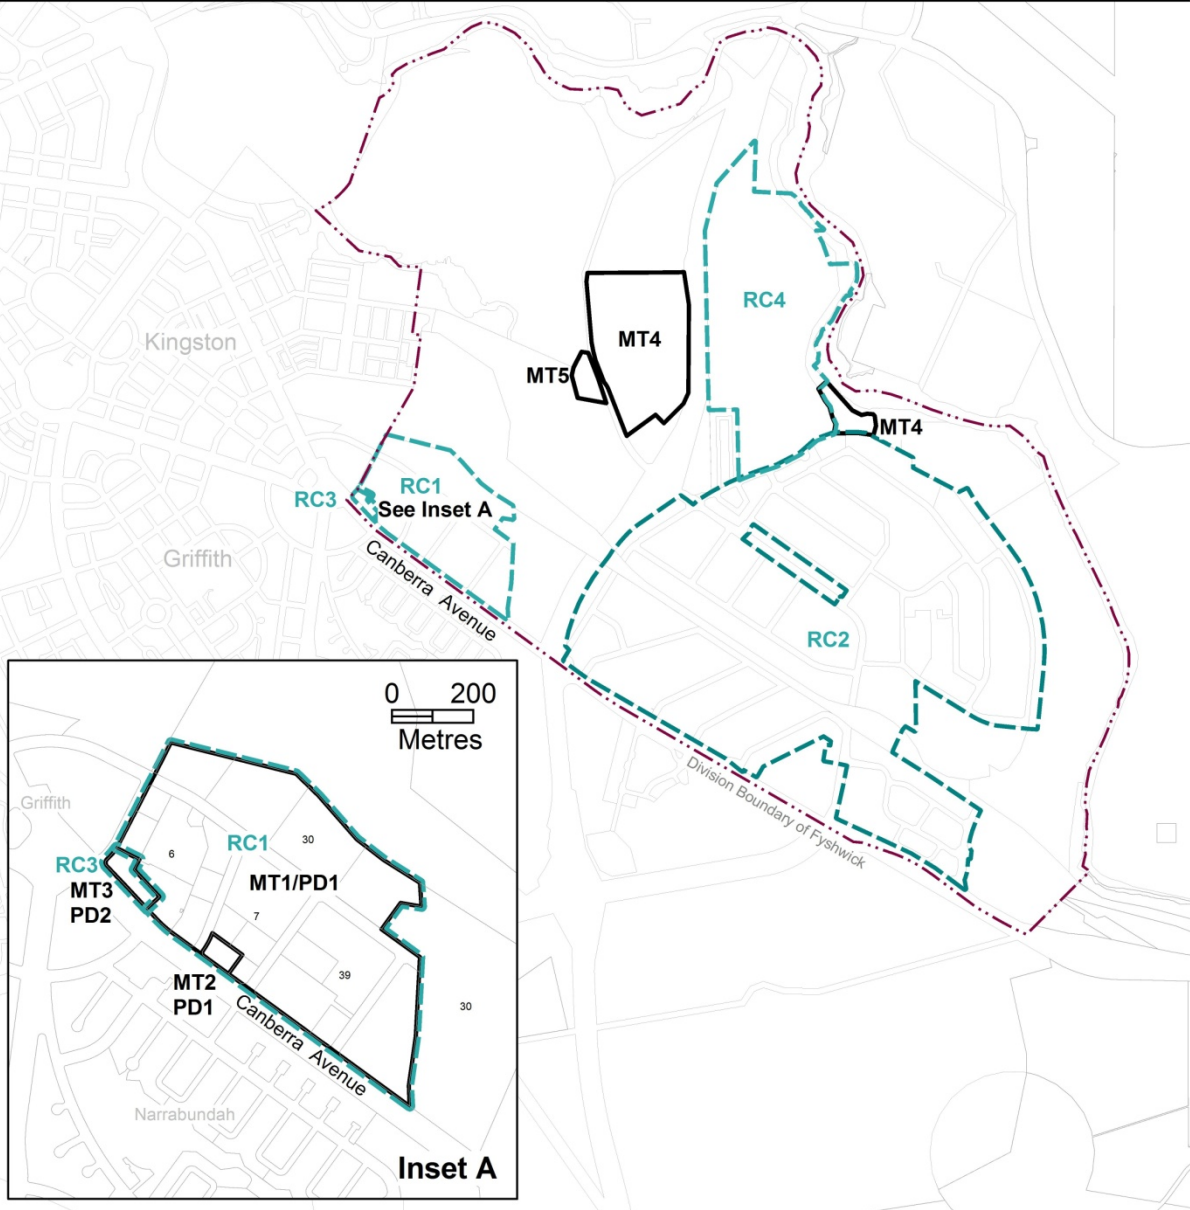 RC4
Kingston
MT4
MT5
MT4
RC1
RC3
See Inset A
Canberra Avenue
Griffith
RC2
Division Boundary of Fyshwick
0 200
Metres
Griffith
RC1
30
6
RC3
MT3
PD2
MT1/PD1
7
39
MT2
PD1
30
Canberra Avenue
Narrabundah
Inset A